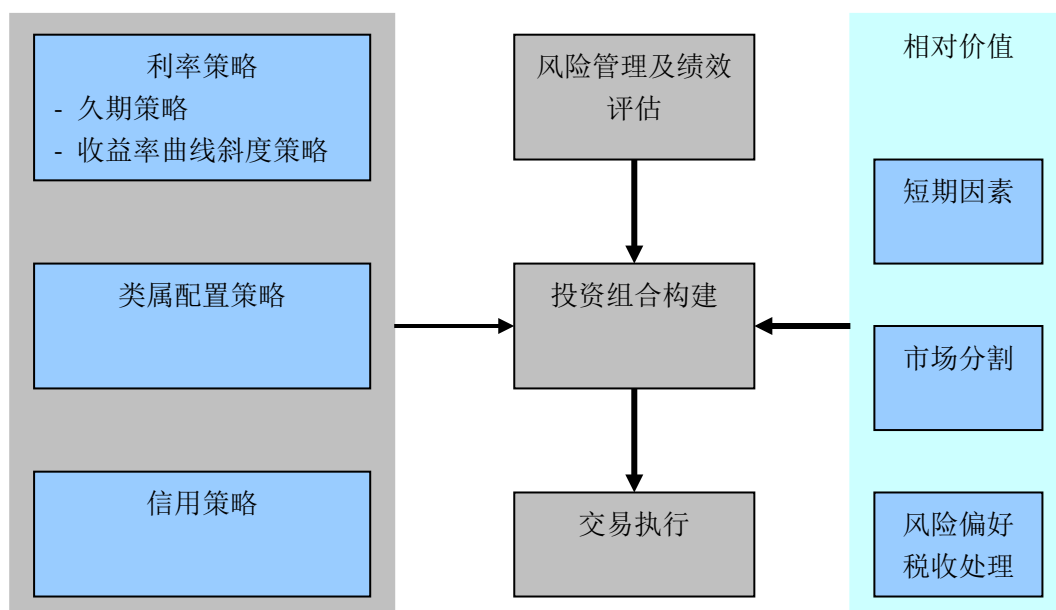 利率策略
- 久期策略
- 收益率曲线斜度策略
类属配置策略
信用策略
风险管理及绩效
评估
投资组合构建
交易执行
相对价值
短期因素
市场分割
风险偏好
税收处理